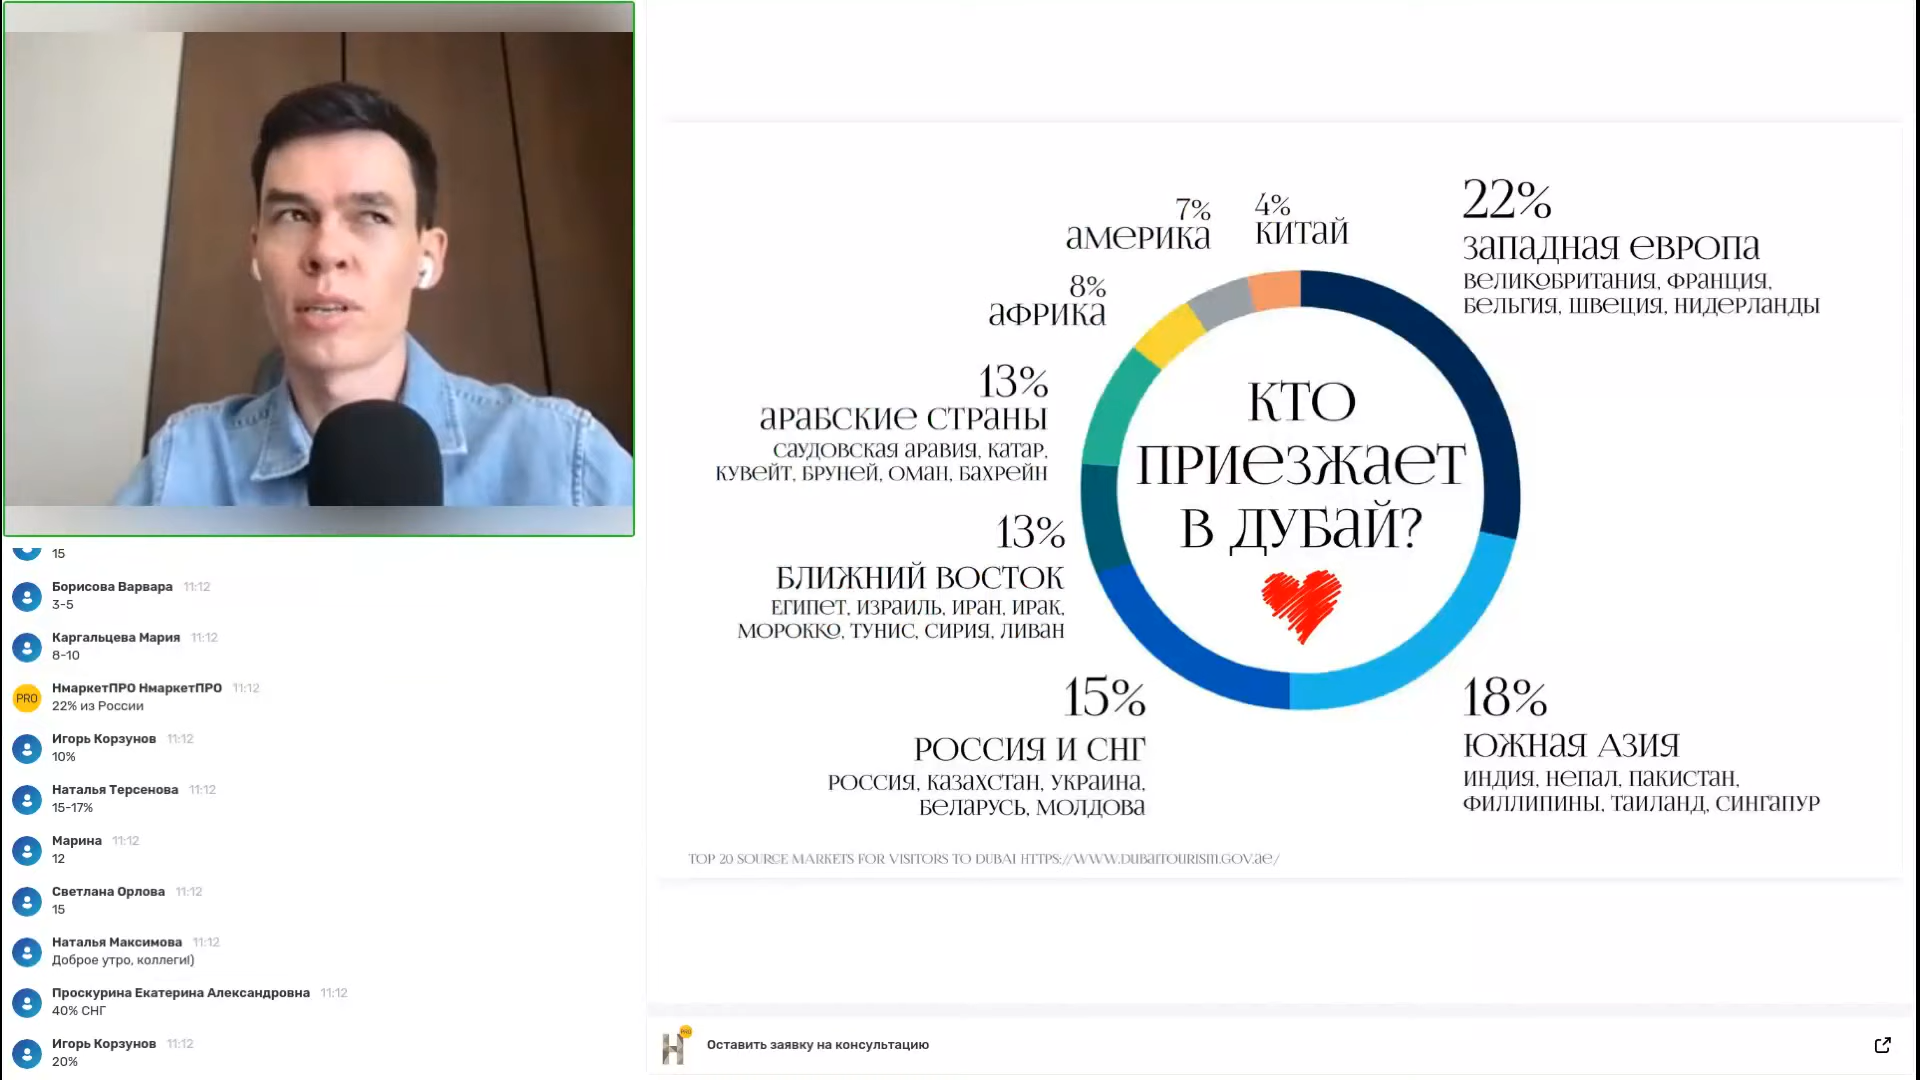 15
Борисова Варвара 11:12
3-5
Каргальцева Мария 11:12
8-10
PRO
НмаркетПРО НмаркетПРО 11:12
22% из России
Игорь Корзунов 11:12
10%
Наталья Терсенова 11:12
15-17%
Марина 11:12
12
Светлана Орлова 11:12
15
Наталья Максимова 11:12
Доброе утро, коллеги!)
Проскурина Екатерина Александровна 11:12
40% СНГ
Игорь Корзунов 11:12
20%
7%
АМЕРИКА
4%
КИТАЙ
22%
ЗАПАДНАЯ ЕВРОПА
ВЕЛИКОБРИТАНИЯ, ФРАНЦИЯ,
БЕЛЬГИЯ, ШВЕЦИЯ, НИДЕРЛАНДЫ
8%
АФРИКА
13%
АРАБСКИЕ СТРАНЫ
САУДОВСКАЯ АРАВИЯ, КАТАР,
КУВЕЙТ, БРУНЕЙ, ОМАН, БАХРЕЙН
КТО
ПРИЕЗЖАЕТ
В ДУБАЙ?
13%
БЛИЖНИЙ ВОСТОК
ЕГИПЕТ, ИЗРАИЛЬ, ИРАН, ИРАК,
МОРОККО, ТУНИС, СИРИЯ, ЛИВАН
15%
РОССИЯ И СНГ
РОССИЯ, КАЗАХСТАН, УКРАИНА,
БЕЛАРУСЬ, МОЛДОВА
18%
ЮЖНАЯ АЗИЯ
ИНДИЯ, НЕПАЛ, ПАКИСТАН,
ФИЛЛИПИНЫ, ТАИЛАНД, СИНГАПУР
TOP 20 SOURCE MARKETS FOR VISITORS TO DUBAI HTTPS://WWW.DUBAITOURISM.GOV.AE/
Н PRO
Оставить заявку на консультацию